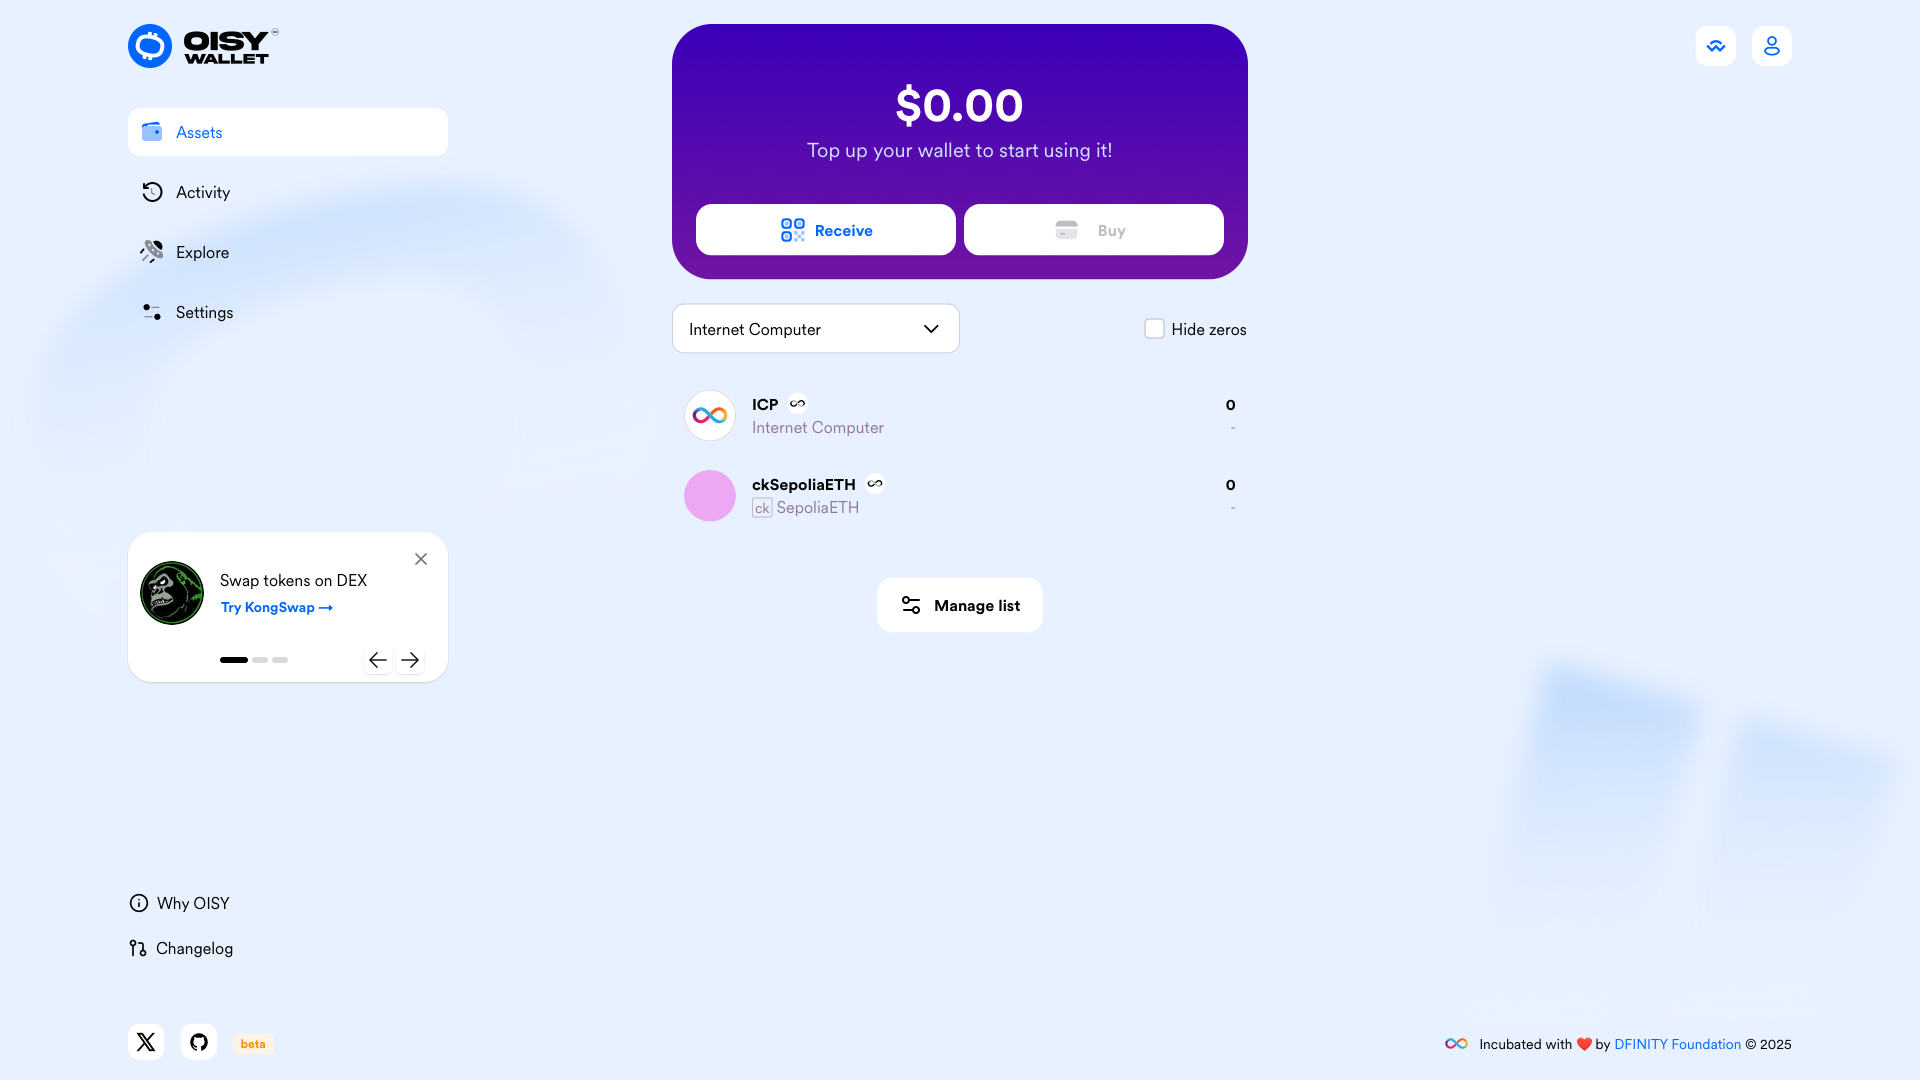 OISY
WALLET
Assets
Activity
Explore
Settings
$0.00
Top up your wallet to start using it!
Receive
Buy
Internet Computer
Hide zeros
ICP
0
Internet Computer
-
ckSepoliaETH
0
ck SepoliaETH
-
Manage list
Swap tokens on DEX
Try KongSwap →
Why OISY
Changelog
beta
Incubated with ❤️ by DFINITY Foundation © 2025